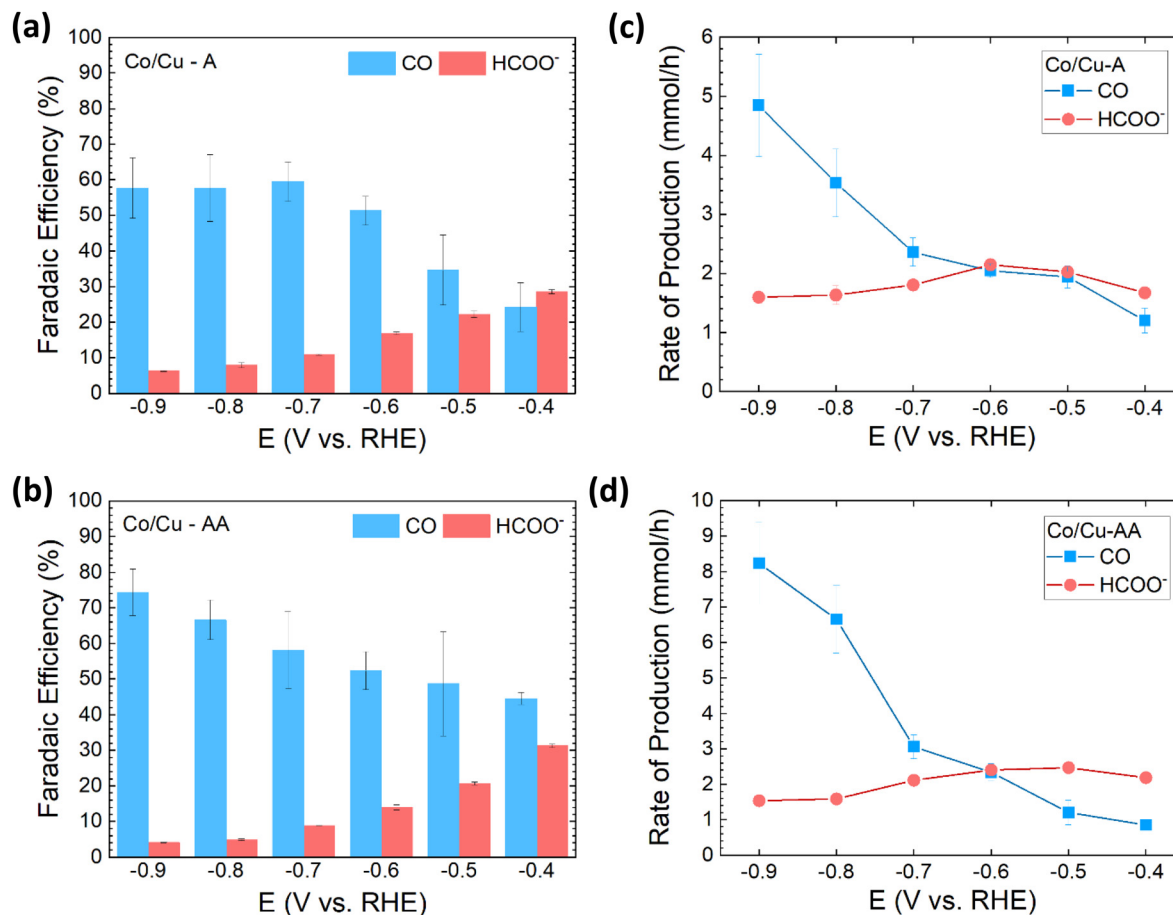 (a)
Co/Cu - A
CO
HCOO⁻
Faradaic Efficiency (%)
100
90
80
70
60
50
40
30
20
10
0
-0.9 -0.8 -0.7 -0.6 -0.5 -0.4
E (V vs. RHE)
(c)
Co/Cu-A
CO
HCOO⁻
Rate of Production (mmol/h)
6
5
4
3
2
1
0
-0.9 -0.8 -0.7 -0.6 -0.5 -0.4
E (V vs. RHE)
(b)
Co/Cu - AA
CO
HCOO⁻
Faradaic Efficiency (%)
100
90
80
70
60
50
40
30
20
10
0
-0.9 -0.8 -0.7 -0.6 -0.5 -0.4
E (V vs. RHE)
(d)
Co/Cu-AA
CO
HCOO⁻
Rate of Production (mmol/h)
10
9
8
7
6
5
4
3
2
1
0
-0.9 -0.8 -0.7 -0.6 -0.5 -0.4
E (V vs. RHE)